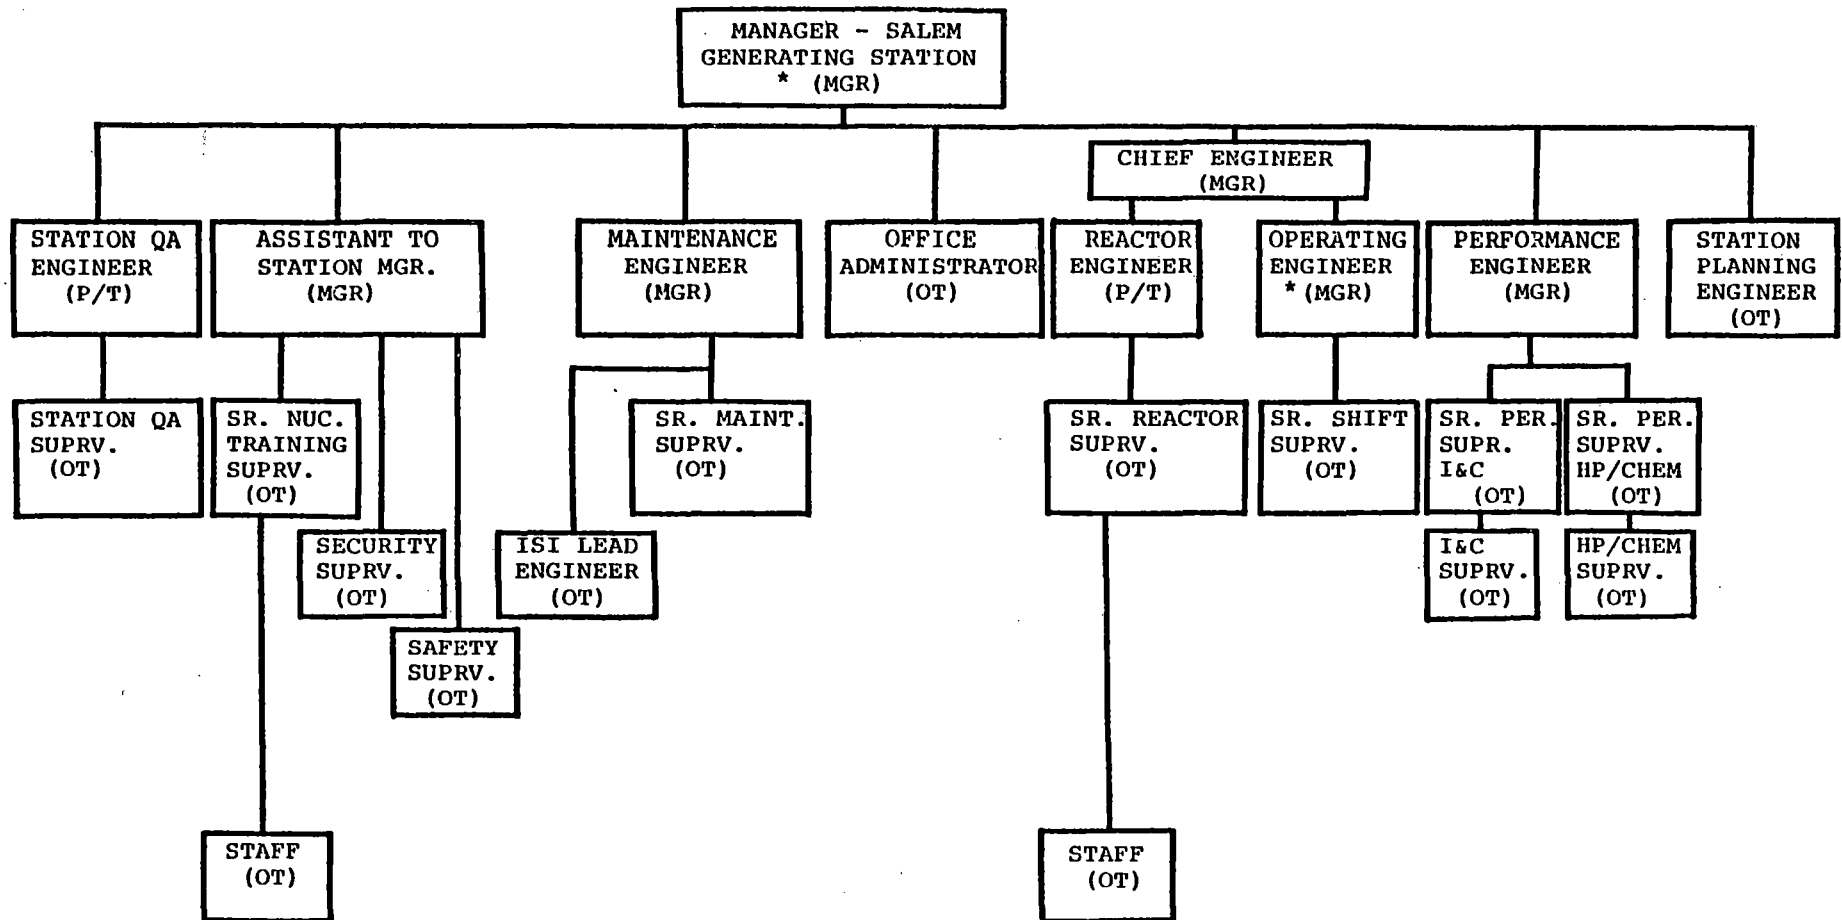 MANAGER - SALEM
GENERATING STATION
* (MGR)
CHIEF ENGINEER
(MGR)
STATION QA
ENGINEER
(P/T)
ASSISTANT TO
STATION MGR.
(MGR)
MAINTENANCE
ENGINEER
(MGR)
OFFICE
ADMINISTRATOR
(OT)
REACTOR
ENGINEER
(P/T)
OPERATING
ENGINEER
* (MGR)
PERFORMANCE
ENGINEER
(MGR)
STATION
PLANNING
ENGINEER
(OT)
STATION QA
SUPRV.
(OT)
SR. NUC.
TRAINING
SUPRV.
(OT)
SR. MAINT.
SUPRV.
(OT)
SR. REACTOR
SUPRV.
(OT)
SR. SHIFT
SUPRV.
(OT)
SR. PER.
SUPR.
I&C
(OT)
SR. PER.
SUPRV.
HP/CHEM
(OT)
SECURITY
SUPRV.
(OT)
ISI LEAD
ENGINEER
(OT)
I&C
SUPRV.
(OT)
HP/CHEM
SUPRV.
(OT)
SAFETY
SUPRV.
(OT)
STAFF
(OT)
STAFF
(OT)